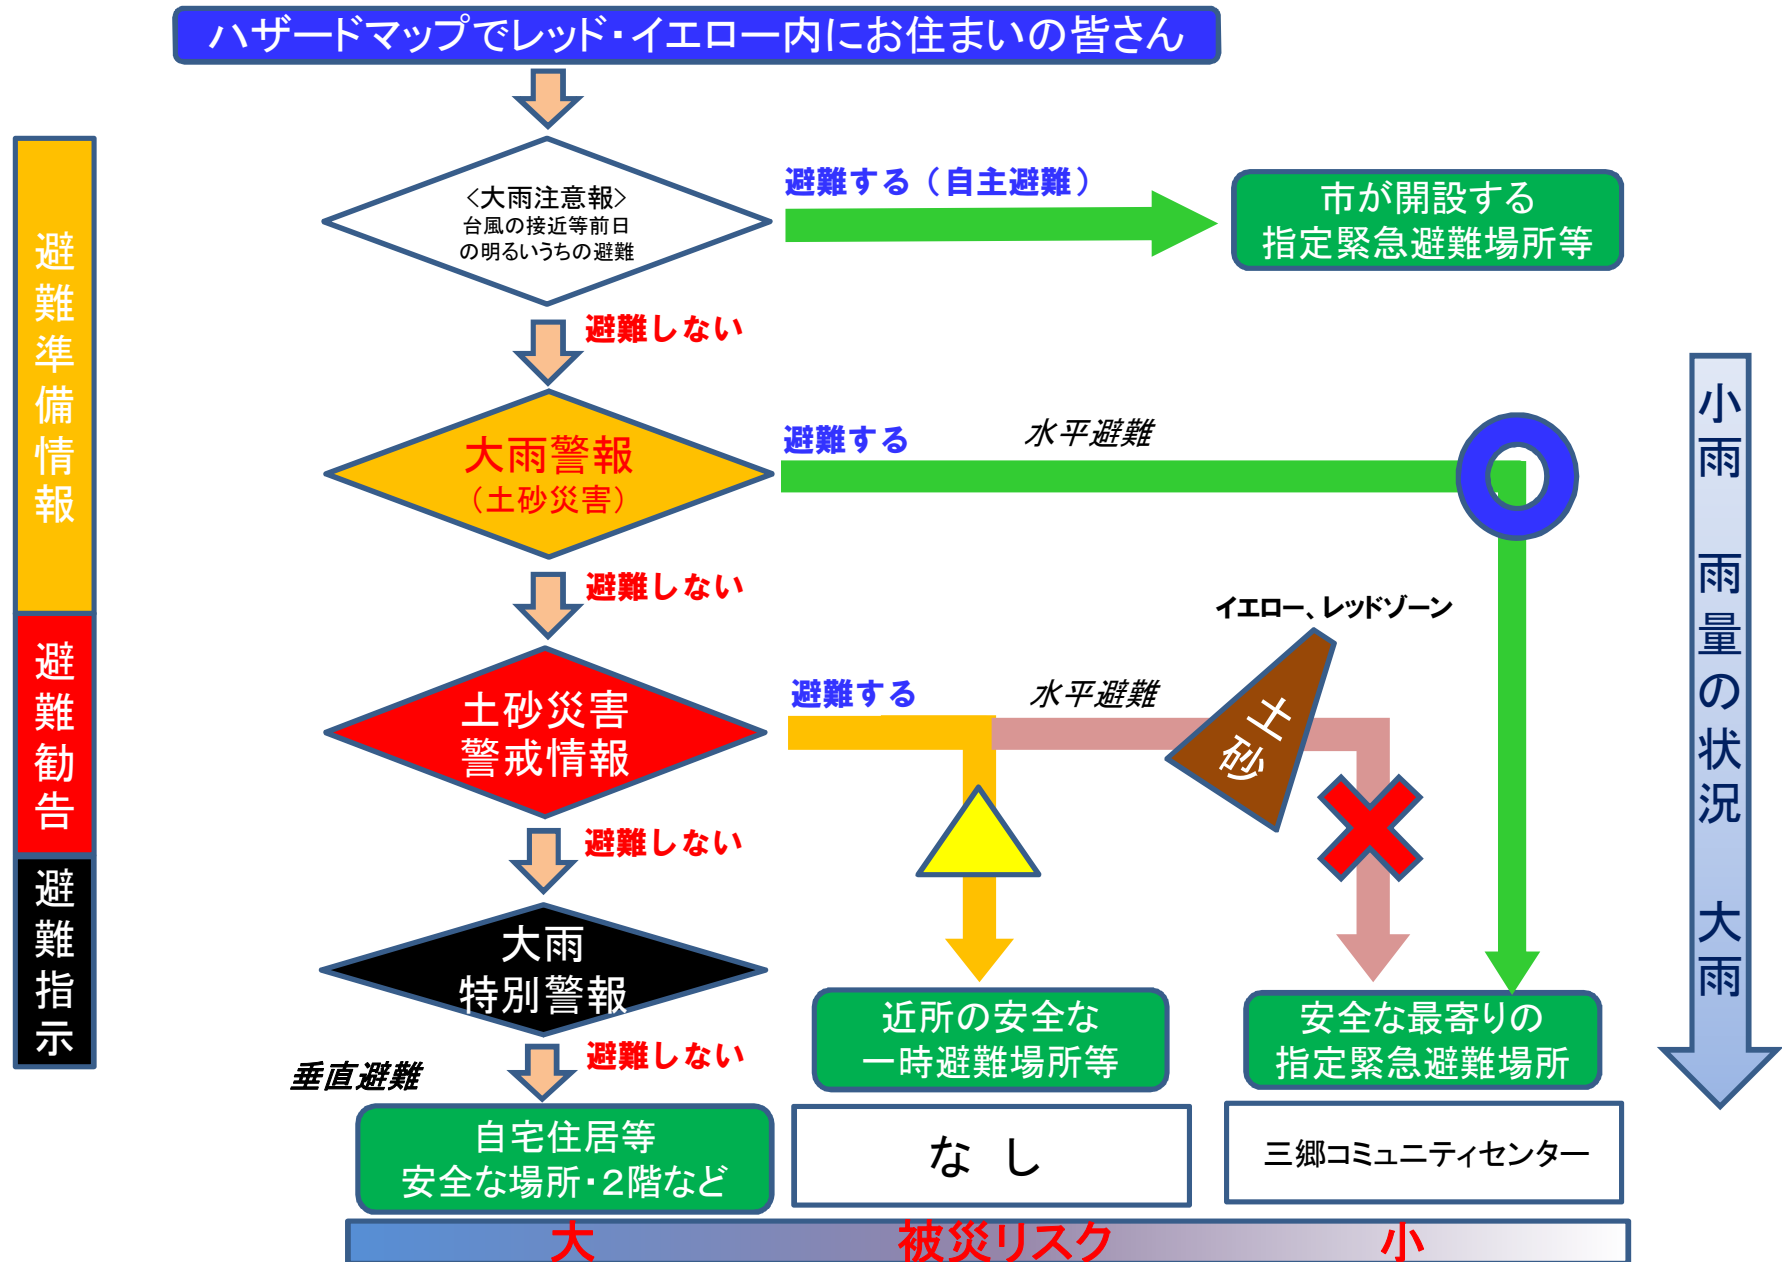 ハザードマップでレッド・イエロー内にお住まいの皆さん
<大雨注意報>
台風の接近等前日
の明るいうちの避難
避難する（自主避難）
市が開設する
指定緊急避難場所等
避難準備情報
避難しない
大雨警報
（土砂災害）
避難する
水平避難
小雨　雨量の状況　大雨
避難しない
イエロー、レッドゾーン
避難勧告
土砂災害
警戒情報
避難する
水平避難
土砂
避難しない
避難指示
大雨
特別警報
近所の安全な
一時避難場所等
安全な最寄りの
指定緊急避難場所
垂直避難
避難しない
自宅住居等
安全な場所・２階など
なし
三郷コミュニティセンター
大　被災リスク　小